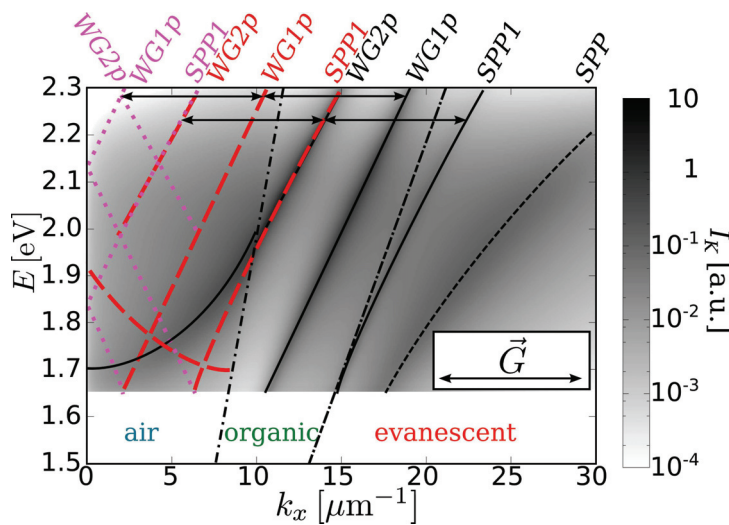 WG2p WG1p SPP1 WG2p WG1p SPP1 WG2p WG1p SPP1 SPP
2.3
2.2
2.1
2.0
1.9
1.8
1.7
1.6
1.5
E [eV]
G⃗
air organic evanescent
0 5 10 15 20 25 30
k_x [μm⁻¹]
10
1
10⁻¹
10⁻²
10⁻³
10⁻⁴
I_K [a.u.]